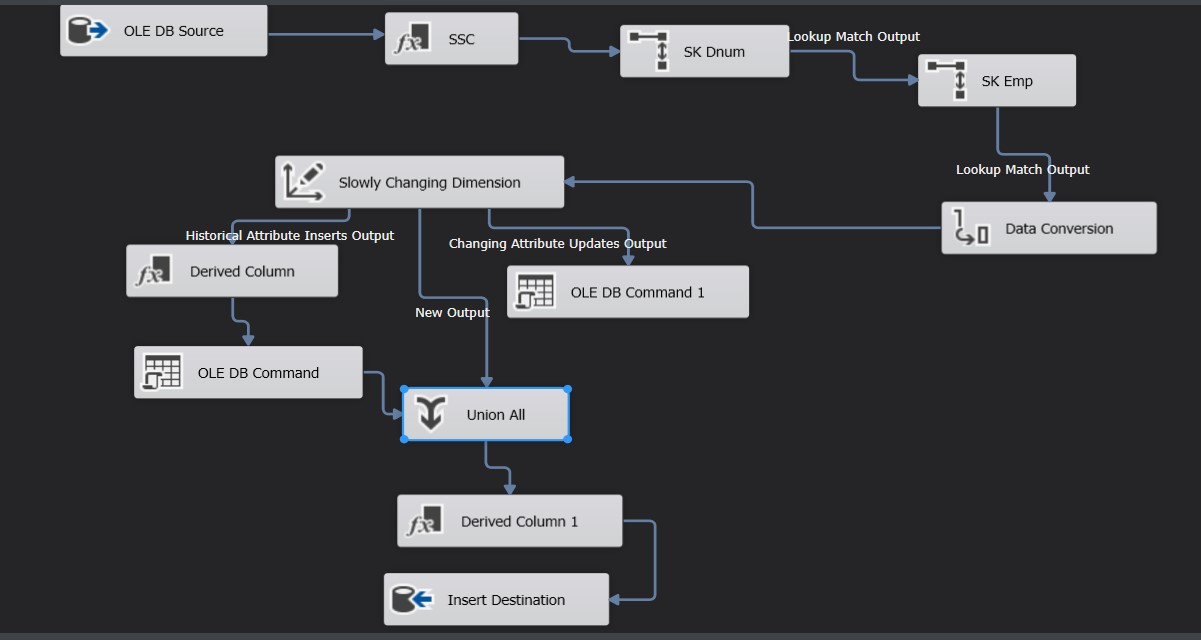 OLE DB Source
SSC
SK Dnum
Lookup Match Output
SK Emp
Lookup Match Output
Data Conversion
Slowly Changing Dimension
Historical Attribute Inserts Output
Changing Attribute Updates Output
Derived Column
OLE DB Command 1
New Output
OLE DB Command
Union All
Derived Column 1
Insert Destination